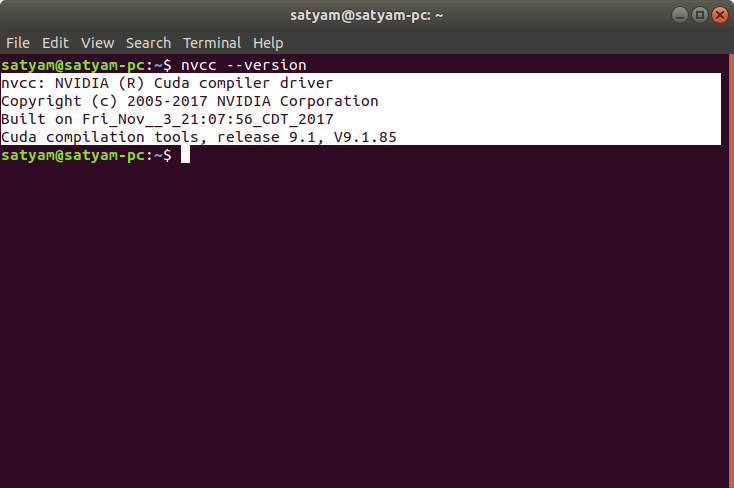 satyam@satyam-pc: ~
File Edit View Search Terminal Help
satyam@satyam-pc:~$ nvcc --version
nvcc: NVIDIA (R) Cuda compiler driver
Copyright (c) 2005-2017 NVIDIA Corporation
Built on Fri_Nov__3_21:07:56_CDT_2017
Cuda compilation tools, release 9.1, V9.1.85
satyam@satyam-pc:~$